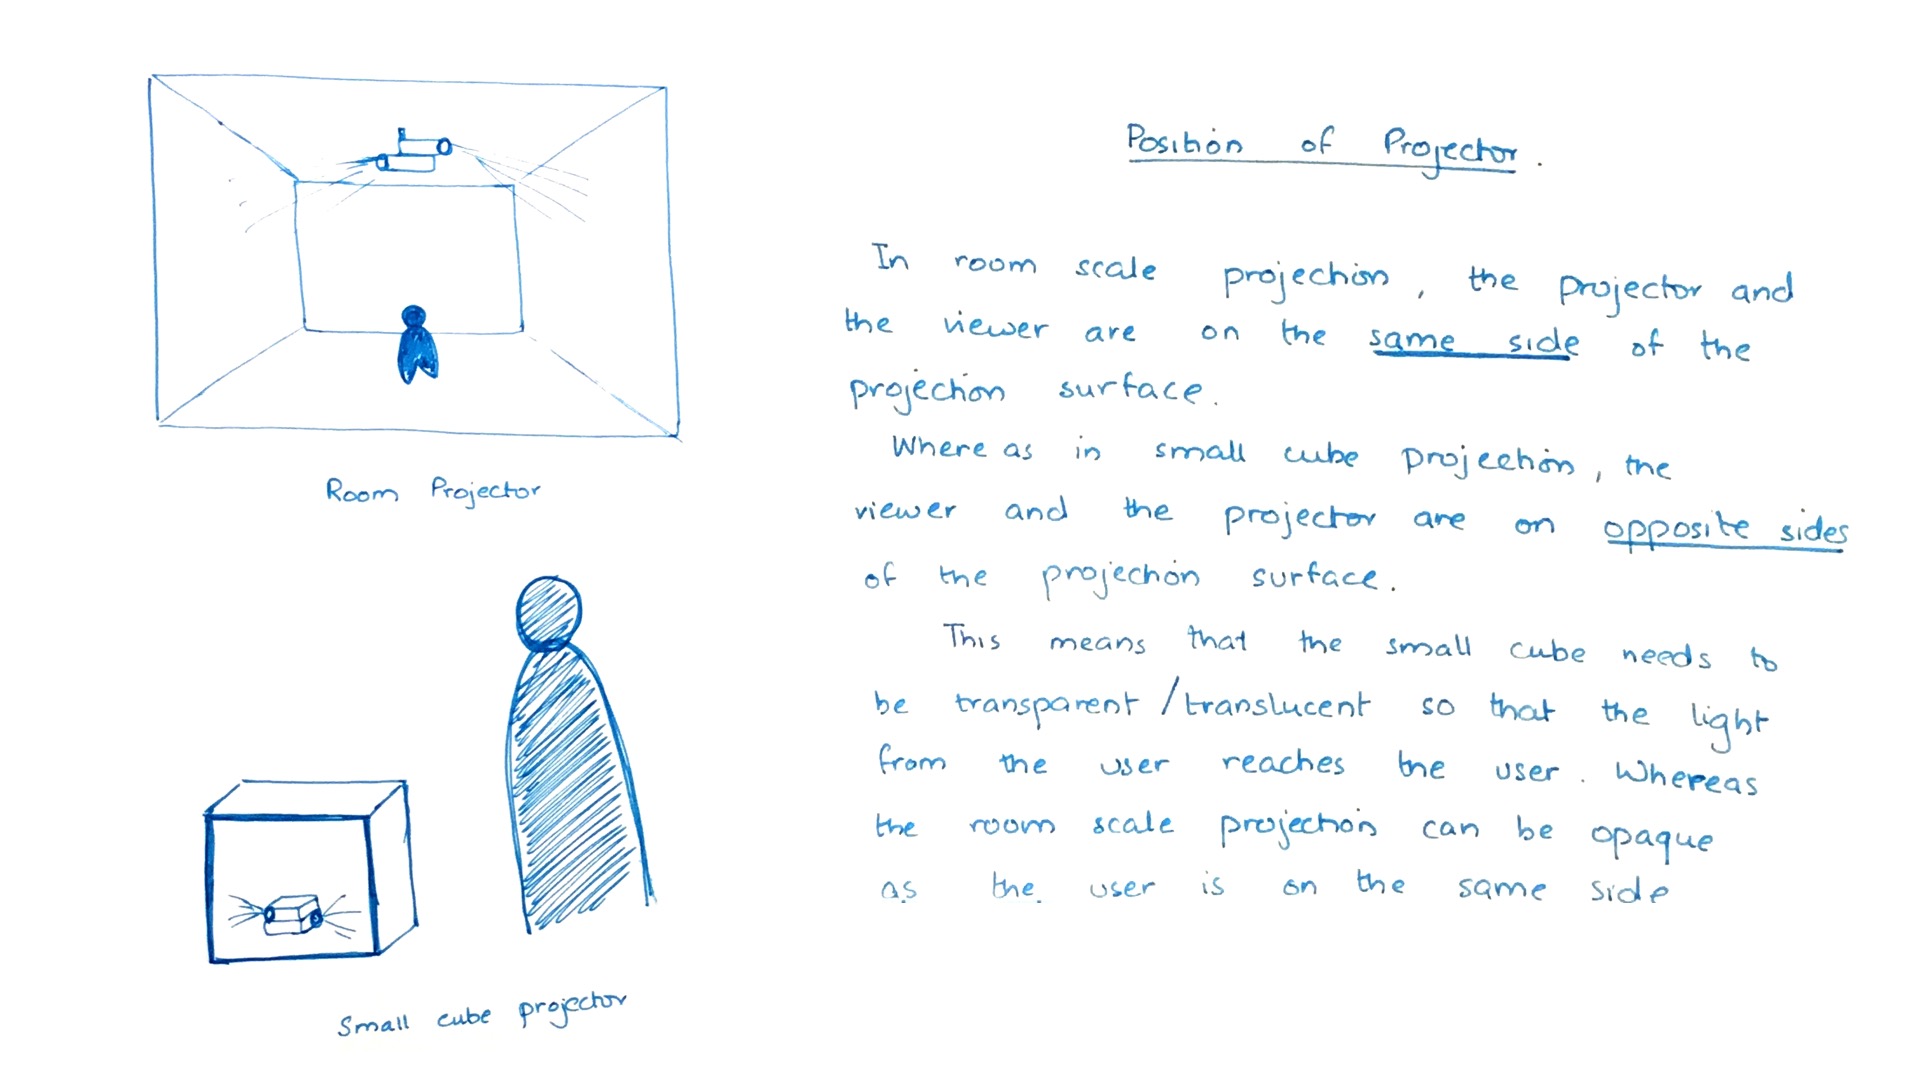 Position of Projector.
In room scale projection, the projector and
the viewer are on the same side of the
projection surface.
Where as in small cube projection, the
viewer and the projector are on opposite sides
of the projection surface.
This means that the small cube needs to
be transparent / translucent so that the light
from the user reaches the user. Whereas
the room scale projection can be opaque
as the user is on the same side
Room Projector
Small cube projector